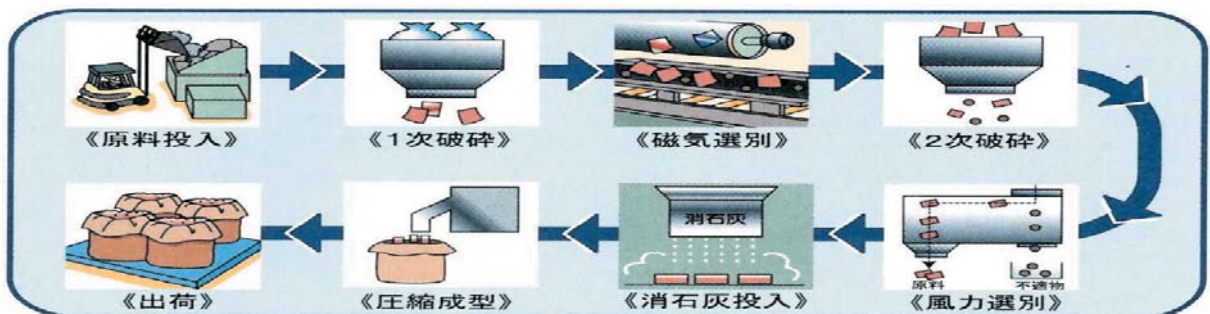 《原料投入》
《1次破砕》
《磁気選別》
《2次破砕》
原料
不適物
《風力選別》
消石灰
《消石灰投入》
《圧縮成型》
《出荷》